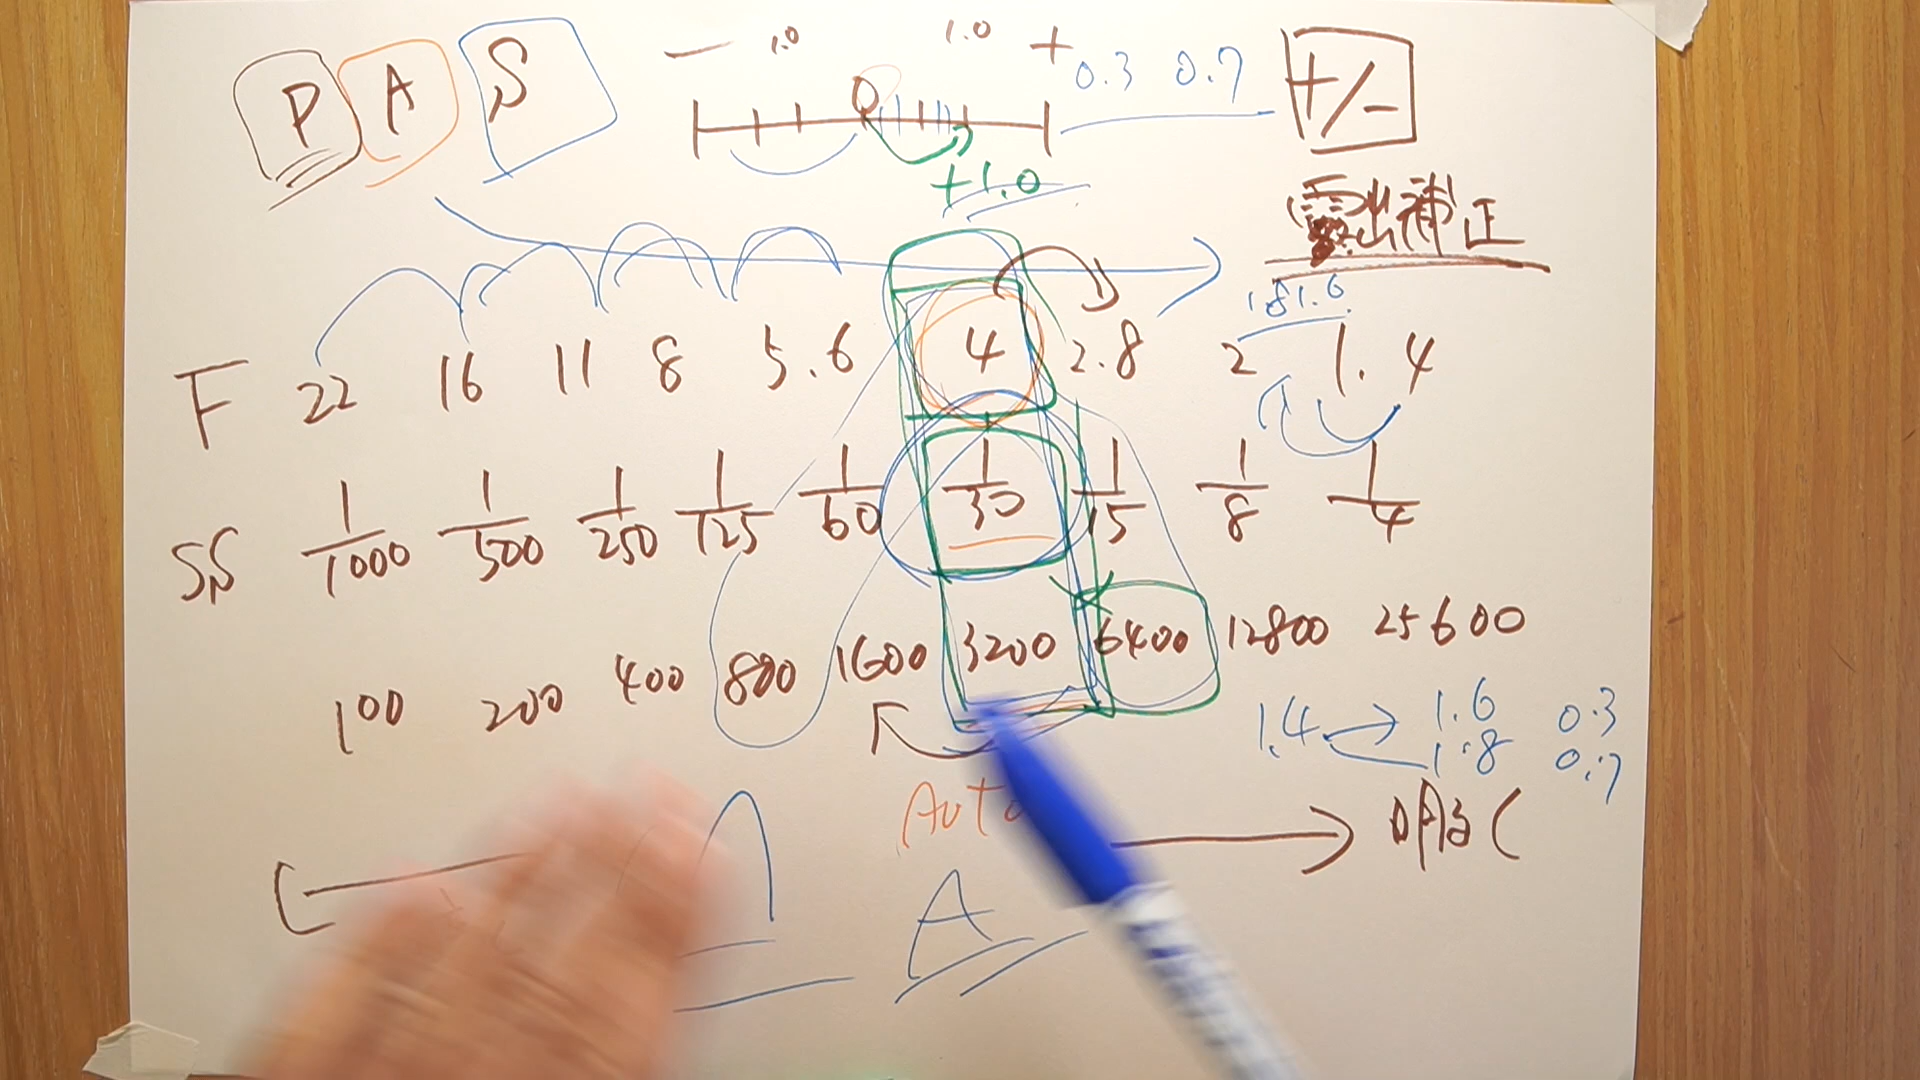 P A S
− 1.0 1.0 +
0
0.3 0.7
+/-
+1.0
露出補正
1.8 1.6
F 22 16 11 8 5.6 4 2.8 2 1.4
SS 1/1000 1/500 1/250 1/125 1/60 1/30 1/15 1/8 1/4
100 200 400 800 1600 3200 6400 12800 25600
1.4 → 1.6 0.3
1.8 0.7
Auto
明るく
A